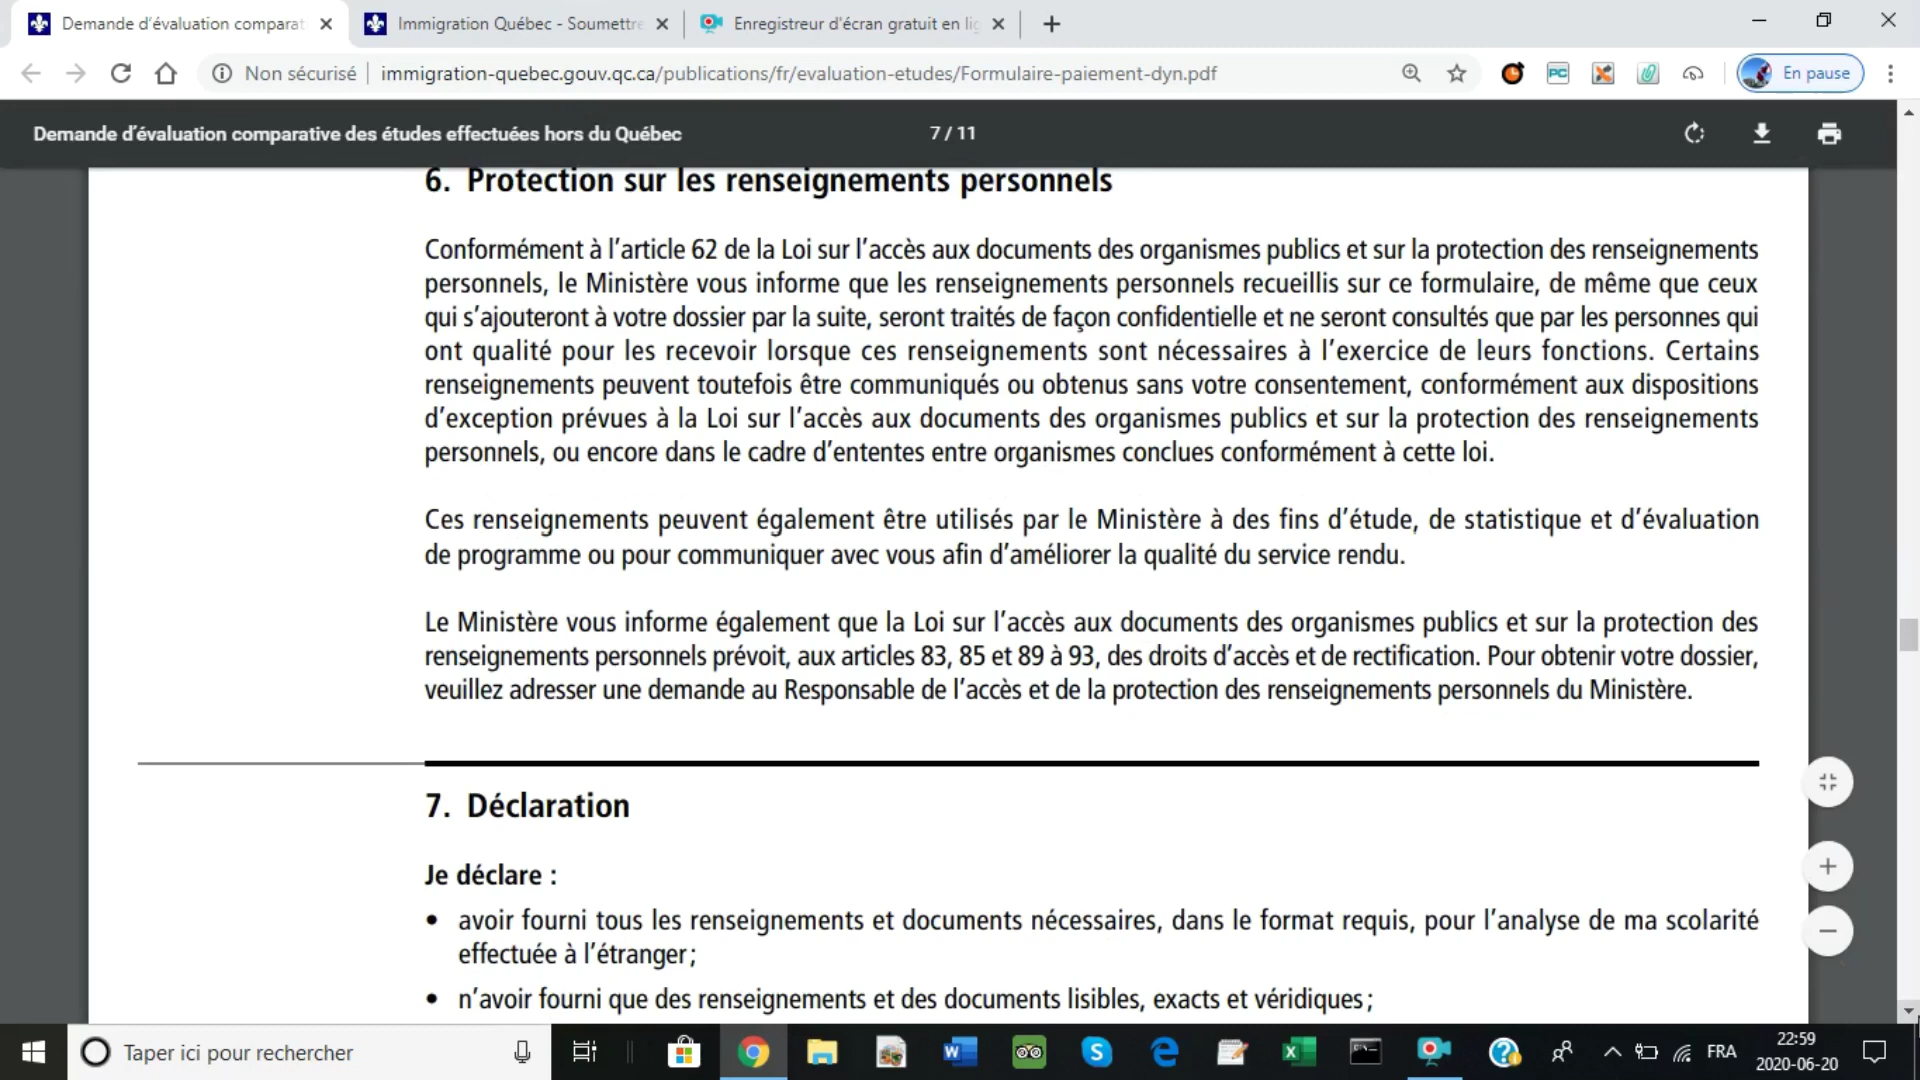 Demande d'évaluation comparat
Immigration Québec - Soumettre
Enregistreur d'écran gratuit en lig
Non sécurisé
immigration-quebec.gouv.qc.ca/publications/fr/evaluation-etudes/Formulaire-paiement-dyn.pdf
PC
En pause
Demande d'évaluation comparative des études effectuées hors du Québec
7 / 11
6. Protection sur les renseignements personnels
Conformément à l'article 62 de la Loi sur l'accès aux documents des organismes publics et sur la protection des renseignements
personnels, le Ministère vous informe que les renseignements personnels recueillis sur ce formulaire, de même que ceux
qui s'ajouteront à votre dossier par la suite, seront traités de façon confidentielle et ne seront consultés que par les personnes qui
ont qualité pour les recevoir lorsque ces renseignements sont nécessaires à l'exercice de leurs fonctions. Certains
renseignements peuvent toutefois être communiqués ou obtenus sans votre consentement, conformément aux dispositions
d'exception prévues à la Loi sur l'accès aux documents des organismes publics et sur la protection des renseignements
personnels, ou encore dans le cadre d'ententes entre organismes conclues conformément à cette loi.
Ces renseignements peuvent également être utilisés par le Ministère à des fins d'étude, de statistique et d'évaluation
de programme ou pour communiquer avec vous afin d'améliorer la qualité du service rendu.
Le Ministère vous informe également que la Loi sur l'accès aux documents des organismes publics et sur la protection des
renseignements personnels prévoit, aux articles 83, 85 et 89 à 93, des droits d'accès et de rectification. Pour obtenir votre dossier,
veuillez adresser une demande au Responsable de l'accès et de la protection des renseignements personnels du Ministère.
7. Déclaration
Je déclare :
• avoir fourni tous les renseignements et documents nécessaires, dans le format requis, pour l'analyse de ma scolarité
effectuée à l'étranger;
• n'avoir fourni que des renseignements et des documents lisibles, exacts et véridiques;
Taper ici pour rechercher
FRA
22:59
2020-06-20